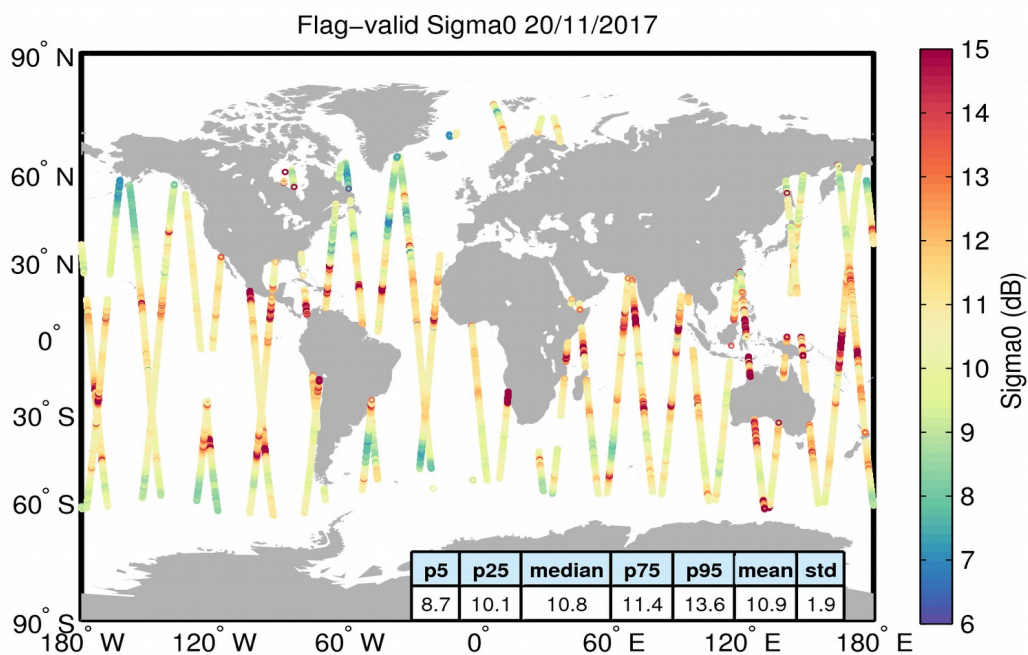 Flag−valid Sigma0 20/11/2017
90° N
60° N
30° N
0°
30° S
60° S
90° S
180° W
120° W
60° W
0°
60° E
120° E
180° E
p5 p25 median p75 p95 mean std
8.7 10.1 10.8 11.4 13.6 10.9 1.9
15
14
13
12
11
10
9
8
7
6
Sigma0 (dB)